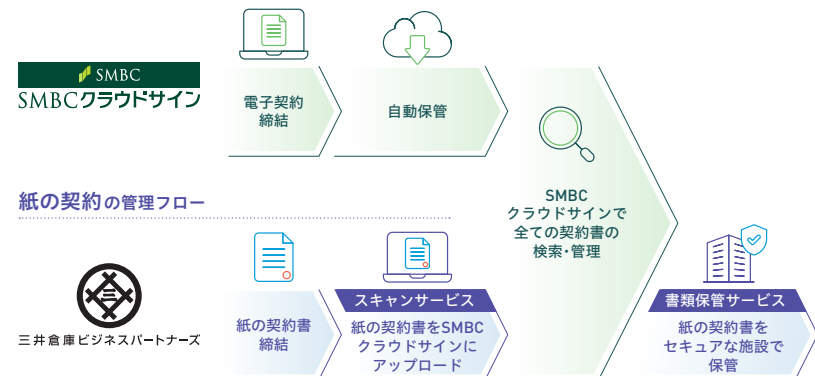 SMBC
SMBCクラウドサイン
電子契約
締結
自動保管
SMBC
クラウドサインで
全ての契約書の
検索・管理
紙の契約の管理フロー
三
三井倉庫ビジネスパートナーズ
紙の契約書
締結
スキャンサービス
紙の契約書をSMBC
クラウドサインに
アップロード
書類保管サービス
紙の契約書を
セキュアな施設で
保管